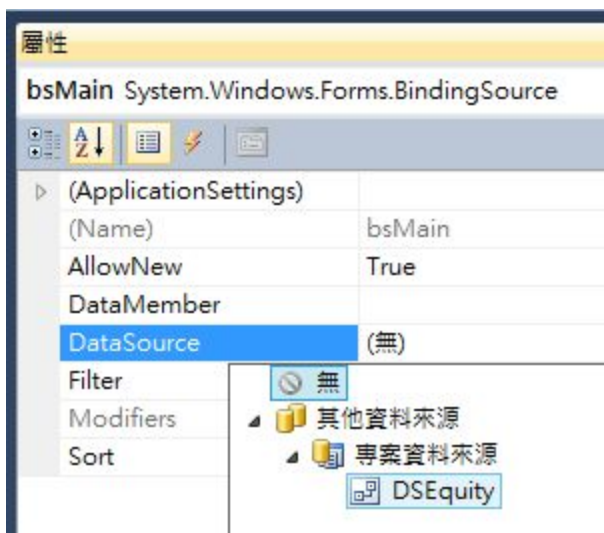 屬性
bsMain System.Windows.Forms.BindingSource
(ApplicationSettings)
(Name) bsMain
AllowNew True
DataMember
DataSource (無)
Filter
無
Modifiers
其他資料來源
Sort
專案資料來源
DSEquity